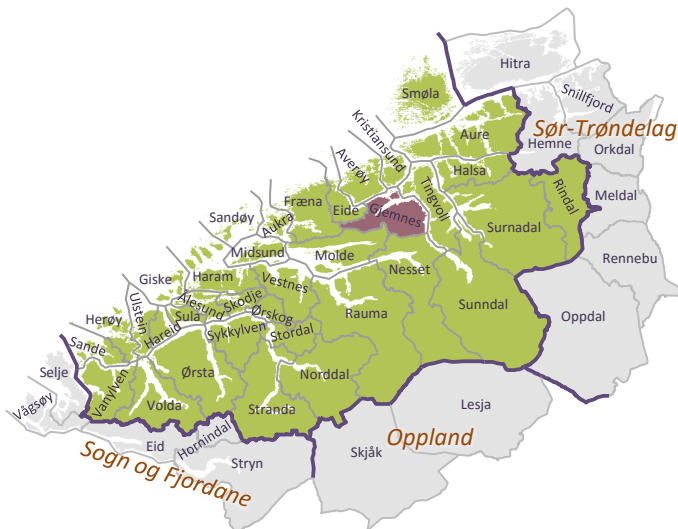 Hitra
Smøla
Snillfjord
Kristiansund
Aure
Sør-Trøndelag
Hemne
Orkdal
Averøy
Halsa
Tingvoll
Rindal
Meldal
Fræna
Eide
Gjemnes
Sandøy
Aukra
Surnadal
Rennebu
Midsund
Molde
Nesset
Giske
Haram
Vestnes
Sunndal
Oppdal
Ulstein
Ålesund
Skodje
Herøy
Sula
Ørskog
Rauma
Hareid
Sykkylven
Stordal
Sande
Selje
Vanylven
Ørsta
Norddal
Vågsøy
Volda
Stranda
Lesja
Oppland
Eid
Hornindal
Skjåk
Stryn
Sogn og Fjordane